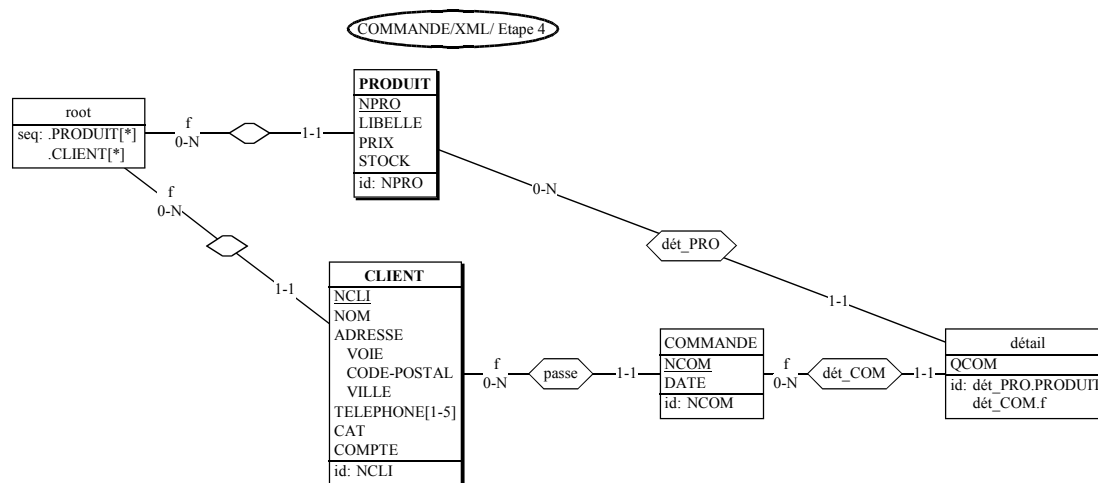 COMMANDE/XML/ Etape 4
PRODUIT
NPRO
LIBELLE
PRIX
STOCK
id: NPRO
root
seq: .PRODUIT[*]
.CLIENT[*]
f
0-N
1-1
f
0-N
1-1
0-N
dét_PRO
1-1
CLIENT
NCLI
NOM
ADRESSE
VOIE
CODE-POSTAL
VILLE
TELEPHONE[1-5]
CAT
COMPTE
id: NCLI
f
0-N
passe
1-1
COMMANDE
NCOM
DATE
id: NCOM
f
0-N
dét_COM
1-1
détail
QCOM
id: dét_PRO.PRODUIT
dét_COM.f